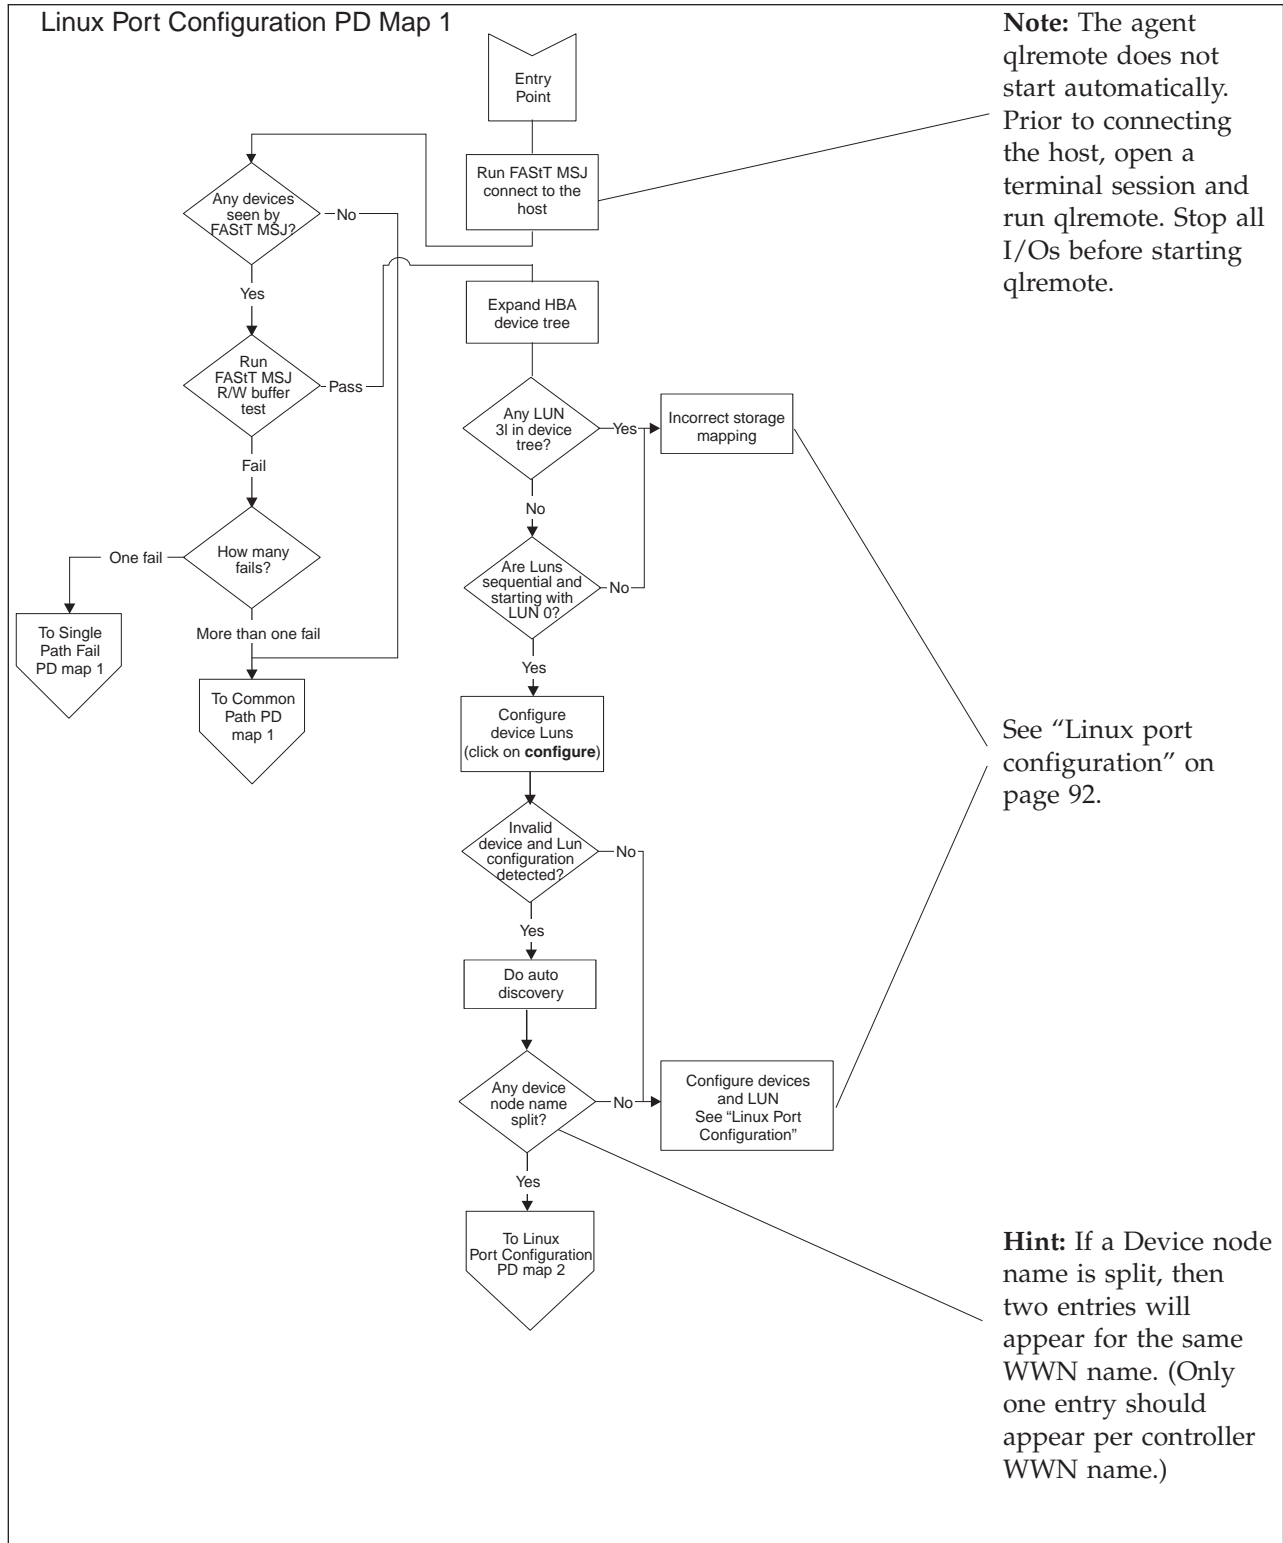 Linux Port Configuration PD Map 1
Entry
Point
Run FAStT MSJ
connect to the
host
Note: The agent
qlremote does not
start automatically.
Prior to connecting
the host, open a
terminal session and
run qlremote. Stop all
I/Os before starting
qlremote.
Any devices
seen by
FAStT MSJ?
No
Yes
Run
FAStT MSJ
R/W buffer
test
Pass
Fail
How many
fails?
One fail
More than one fail
To Single
Path Fail
PD map 1
To Common
Path PD
map 1
Expand HBA
device tree
Any LUN
3l in device
tree?
Yes
Incorrect storage
mapping
No
Are Luns
sequential and
starting with
LUN 0?
No
Yes
Configure
device Luns
(click on configure)
See “Linux port
configuration” on
page 92.
Invalid
device and Lun
configuration
detected?
No
Yes
Do auto
discovery
Any device
node name
split?
No
Configure devices
and LUN
See “Linux Port
Configuration”
Yes
To Linux
Port Configuration
PD map 2
Hint: If a Device node
name is split, then
two entries will
appear for the same
WWN name. (Only
one entry should
appear per controller
WWN name.)